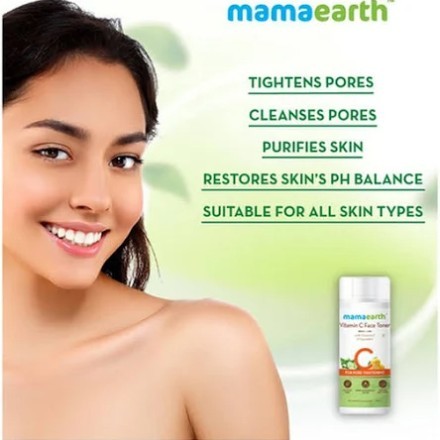 mamaearth™
TIGHTENS PORES
CLEANSES PORES
PURIFIES SKIN
RESTORES SKIN'S PH BALANCE
SUITABLE FOR ALL SKIN TYPES
mamaearth
Vitamin C Face Toner
C